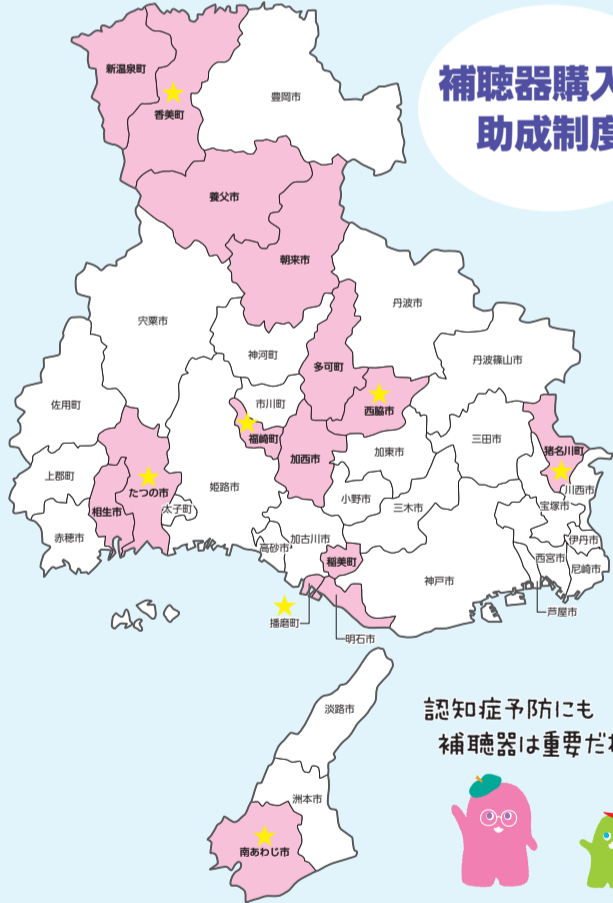 補聴器購入
助成制度
新温泉町
香美町
豊岡市
養父市
朝来市
宍粟市
丹波市
神河町
多可町
丹波篠山市
佐用町
市川町
西脇市
福崎町
加西市
加東市
三田市
猪名川町
上郡町
たつの市
姫路市
川西市
相生市
太子町
小野市
三木市
宝塚市
赤穂市
高砂市
加古川市
伊丹市
稲美町
西宮市
尼崎市
神戸市
芦屋市
播磨町
明石市
淡路市
認知症予防にも
補聴器は重要だ
洲本市
南あわじ市